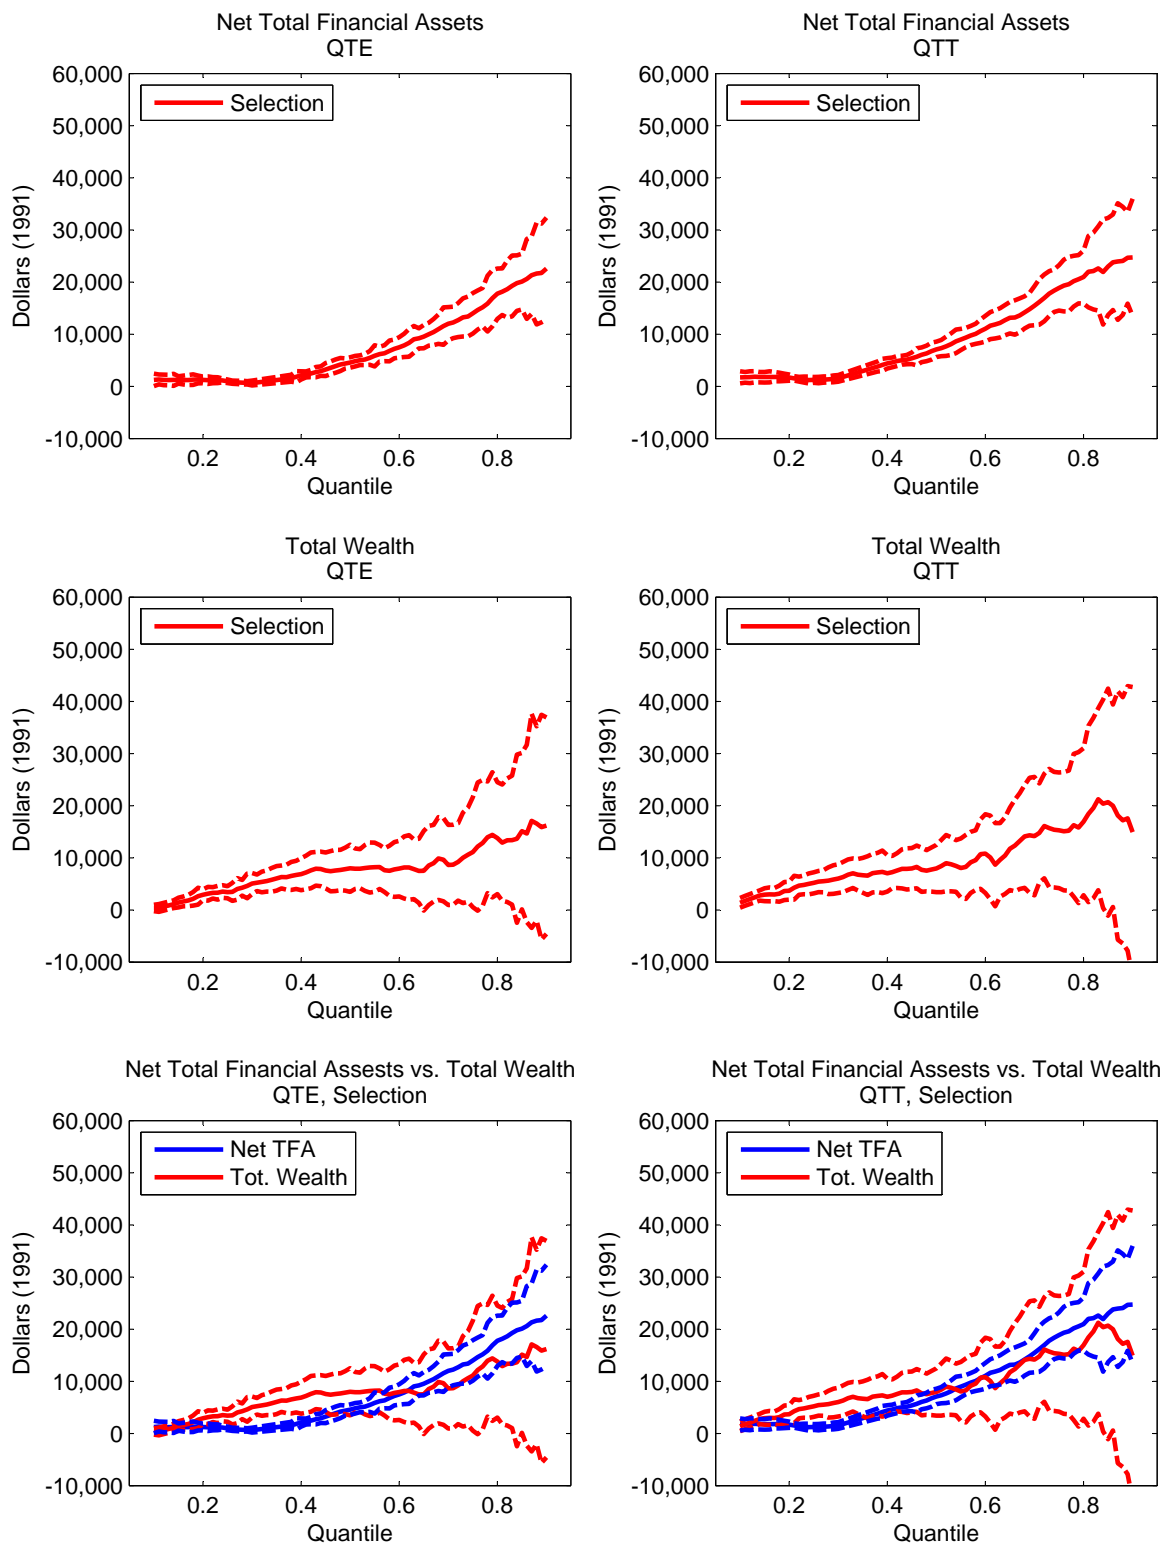 Net Total Financial Assets
QTE
60,000
50,000
40,000
30,000
20,000
10,000
0
-10,000
Dollars (1991)
Selection
0.2
0.4
0.6
0.8
Quantile
Net Total Financial Assets
QTT
60,000
50,000
40,000
30,000
20,000
10,000
0
-10,000
Dollars (1991)
Selection
0.2
0.4
0.6
0.8
Quantile
Total Wealth
QTE
60,000
50,000
40,000
30,000
20,000
10,000
0
-10,000
Dollars (1991)
Selection
0.2
0.4
0.6
0.8
Quantile
Total Wealth
QTT
60,000
50,000
40,000
30,000
20,000
10,000
0
-10,000
Dollars (1991)
Selection
0.2
0.4
0.6
0.8
Quantile
Net Total Financial Assests vs. Total Wealth
QTE, Selection
60,000
50,000
40,000
30,000
20,000
10,000
0
-10,000
Dollars (1991)
Net TFA
Tot. Wealth
0.2
0.4
0.6
0.8
Quantile
Net Total Financial Assests vs. Total Wealth
QTT, Selection
60,000
50,000
40,000
30,000
20,000
10,000
0
-10,000
Dollars (1991)
Net TFA
Tot. Wealth
0.2
0.4
0.6
0.8
Quantile